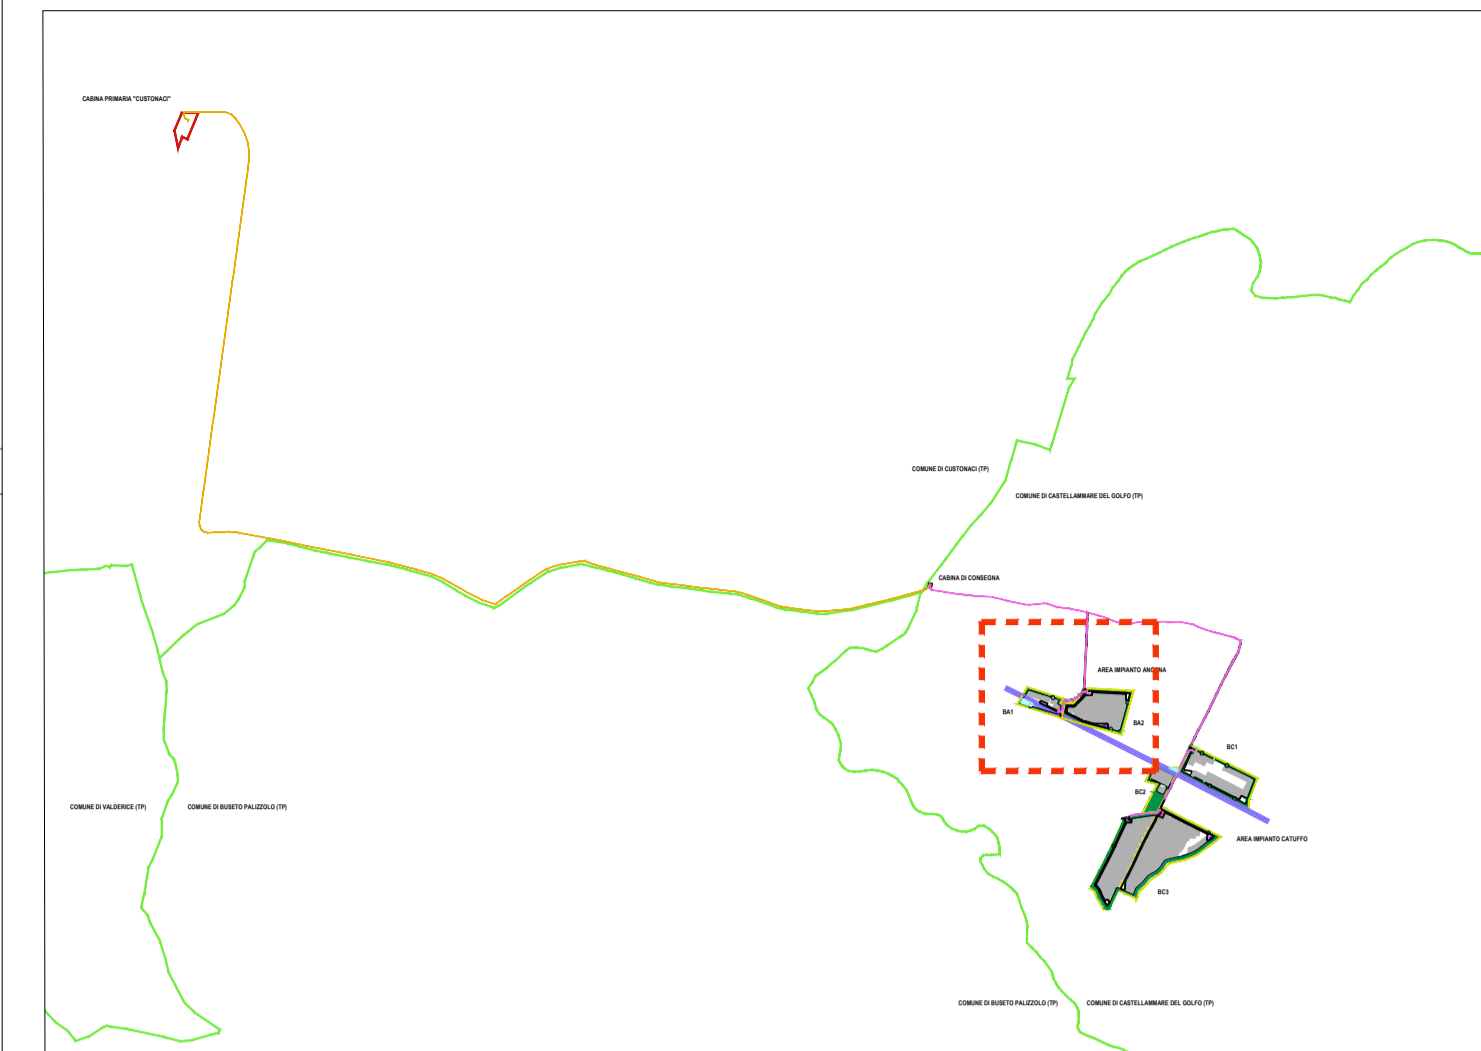 CABINA PRIMARIA "CUSTONACI"
COMUNE DI CUSTONACI (TP)
COMUNE DI CASTELLAMMARE DEL GOLFO (TP)
CABINA DI CONSEGNA
AREA IMPIANTO
BA1
BA2
BC1
BC2
COMUNE DI VALDERICE (TP)
COMUNE DI BUSETO PALIZZOLO (TP)
AREA IMPIANTO CATUFFO
BC3
COMUNE DI BUSETO PALIZZOLO (TP)
COMUNE DI CASTELLAMMARE DEL GOLFO (TP)